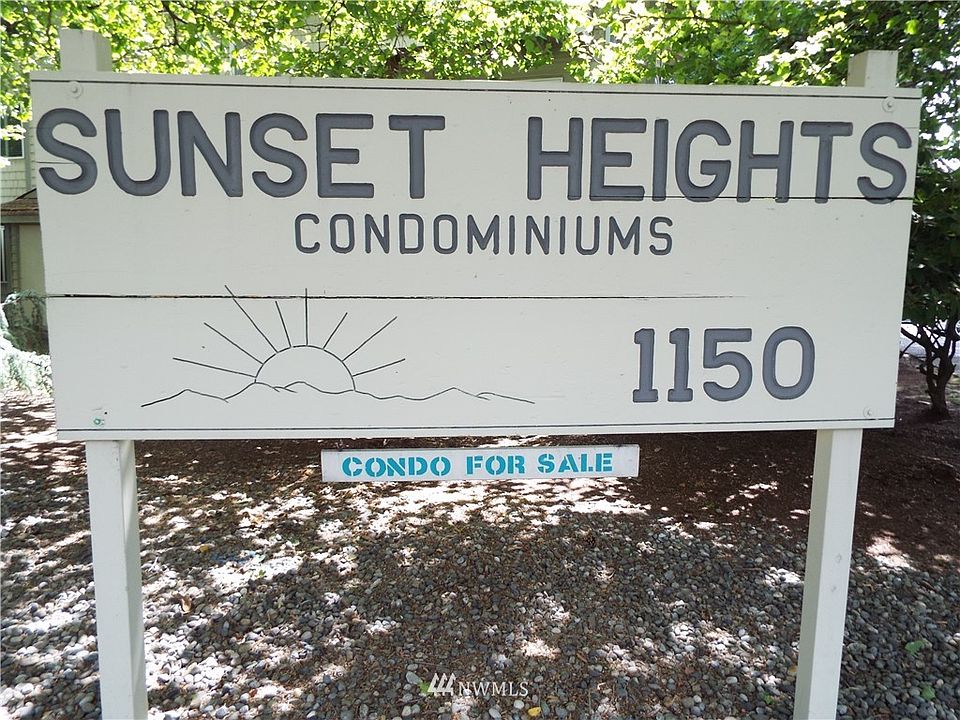 SUNSET HEIGHTS
CONDOMINIUMS
1150
CONDO FOR SALE
NWMLS